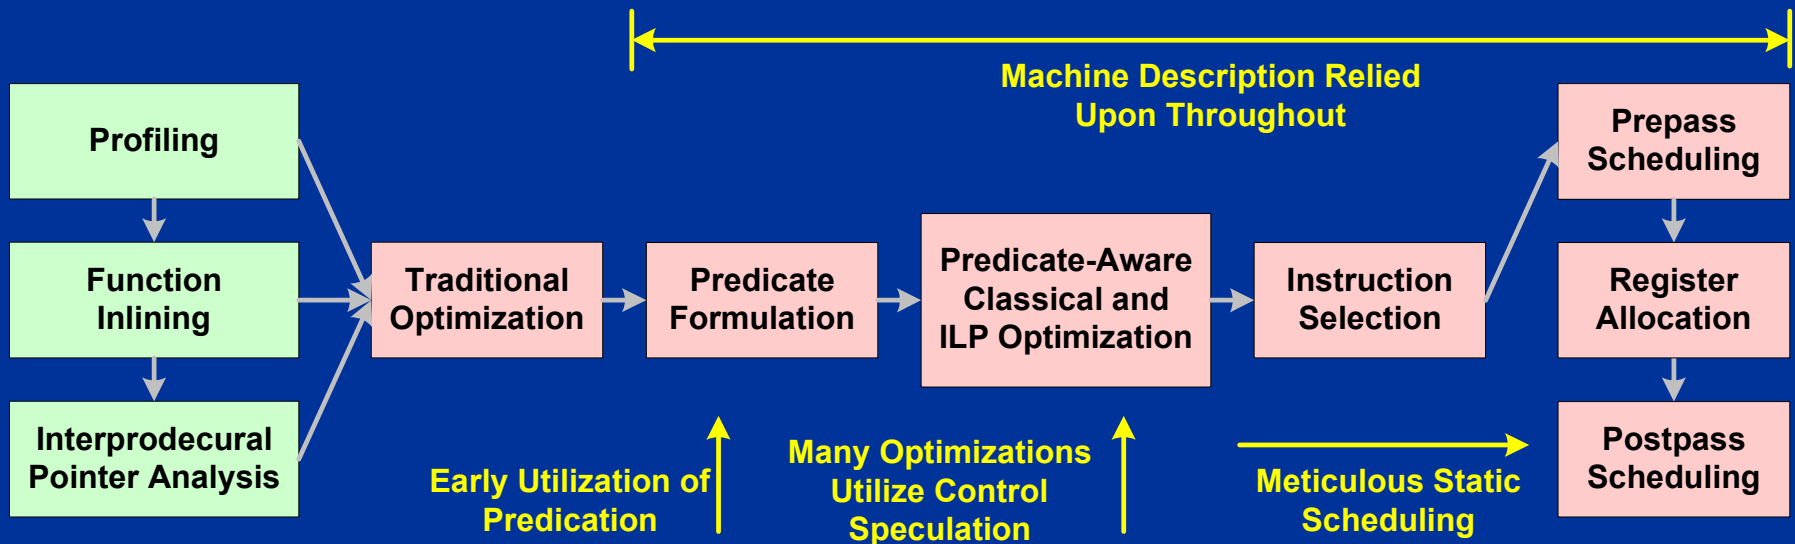 Machine Description Relied
Upon Throughout
Profiling
Function
Inlining
Interprodecural
Pointer Analysis
Traditional
Optimization
Predicate
Formulation
Predicate-Aware
Classical and
ILP Optimization
Instruction
Selection
Prepass
Scheduling
Register
Allocation
Postpass
Scheduling
Early Utilization of
Predication
Many Optimizations
Utilize Control
Speculation
Meticulous Static
Scheduling